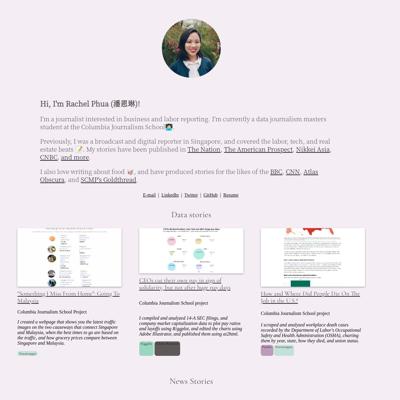 Hi, I'm Rachel Phua (潘恩琳)!
I'm a journalist interested in business and labor reporting. I'm currently a data journalism masters
student at the Columbia Journalism School
Previously, I was a broadcast and digital reporter in Singapore, and covered the labor, tech, and real
estate beats 📝. My stories have been published in The Nation, The American Prospect, Nikkei Asia,
CNBC, and more.
I also love writing about food 🥡, and have produced stories for the likes of the BBC, CNN, Atlas
Obscura, and SCMP's Goldthread.
E-mail | LinkedIn | Twitter | GitHub | Resume
Data stories
"Something I Miss From Home": Going To
Malaysia
Columbia Journalism School project
I created a webpage that shows you the latest traffic
images on the two causeways that connect Singapore
and Malaysia, when the best times to go are based on
the traffic, and how grocery prices compare between
Singapore and Malaysia.
CEOs cut their own pay in sign of
solidarity, but not after huge pay days
Columbia Journalism School project
I compiled and analyzed 14-A SEC filings, and
company market capitalization data to plot pay ratios
and layoffs using Rggplot, and edited the charts using
Adobe Illustrator, and published them using ai2html.
How and Where Did People Die On The
Job in the U.S?
Columbia Journalism School project
I scraped and analyzed workplace death cases
recorded by the Department of Labor's Occupational
Safety and Health Administration (OSHA), charting
them by year, state, how they died, and union status.
News Stories